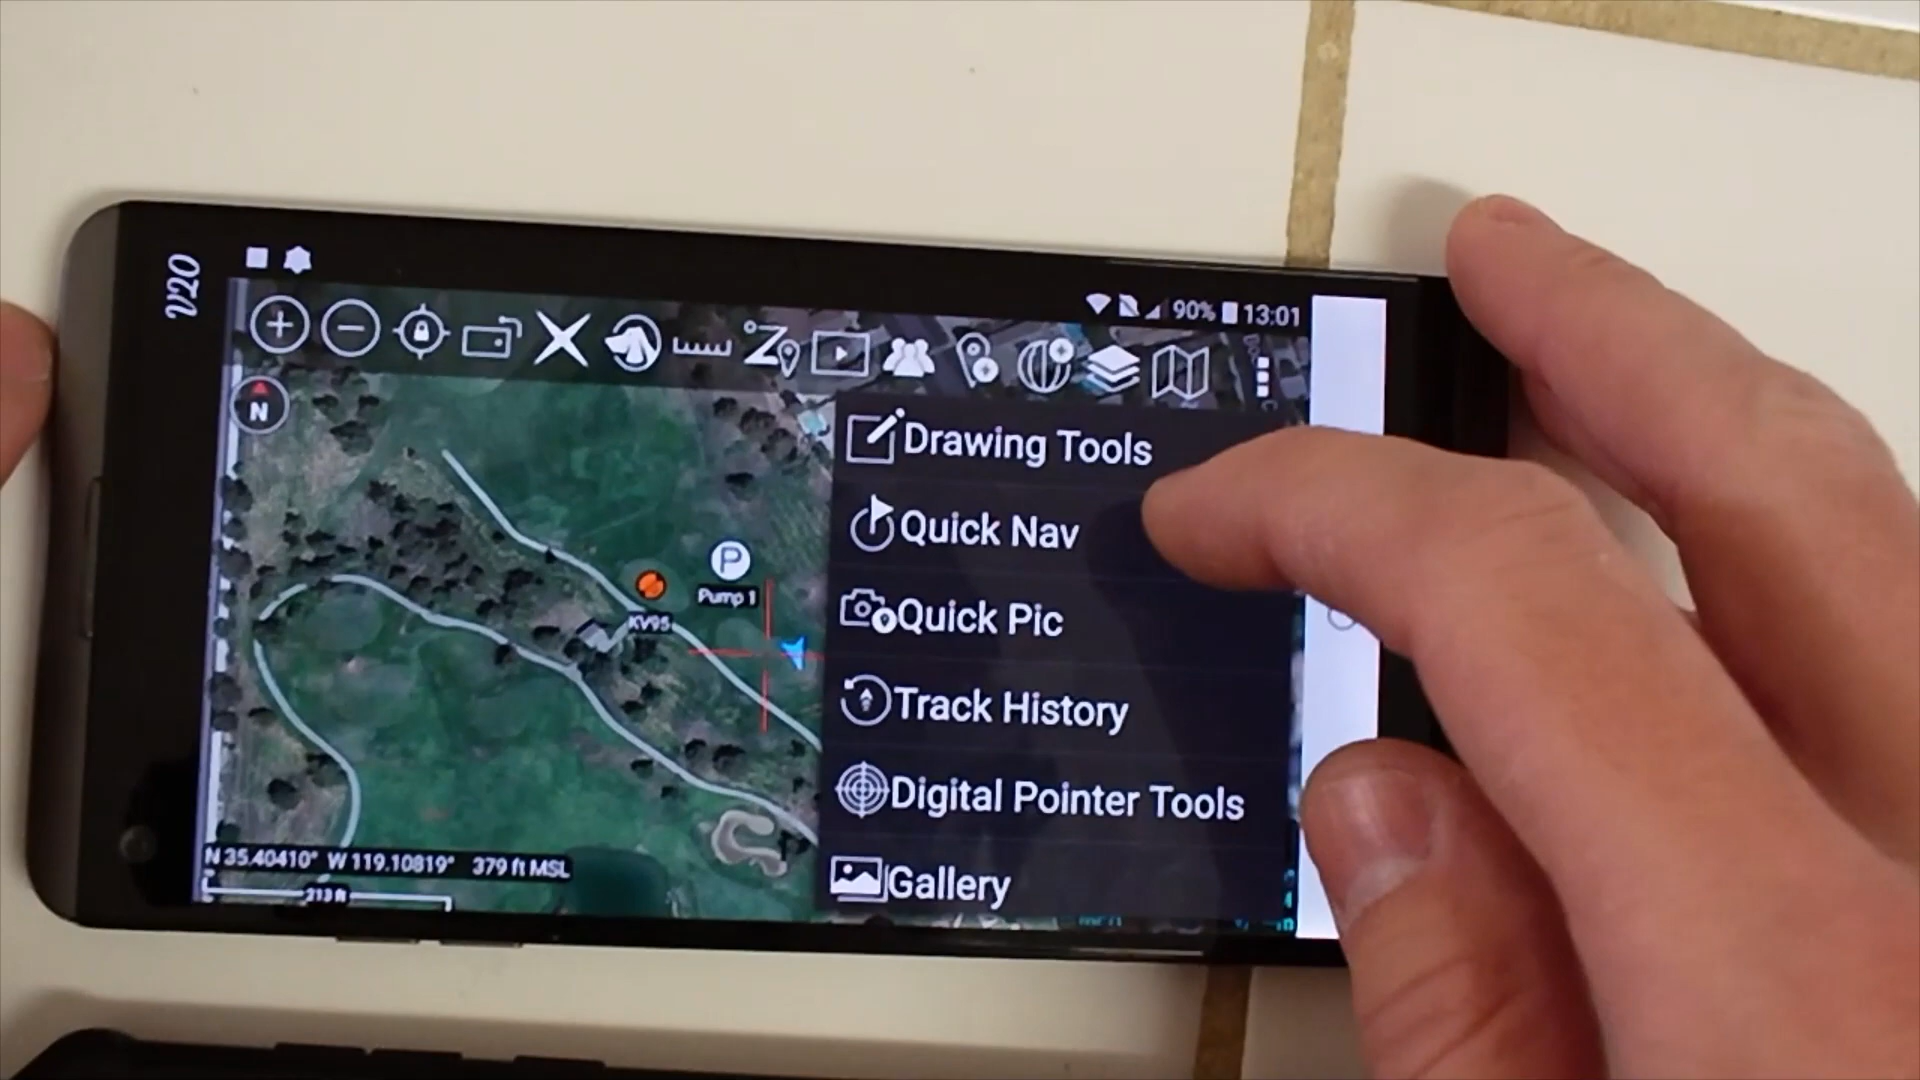 V20
90% 13:01
N
Drawing Tools
Quick Nav
P
Pump 1
KV95
Quick Pic
Track History
Digital Pointer Tools
N 35.40410° W 119.10819° 379 ft MSL
213 ft
Gallery